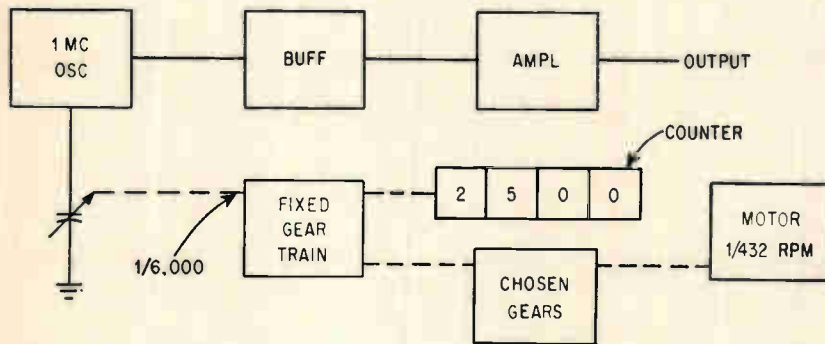 1 MC
OSC
BUFF
AMPL
OUTPUT
COUNTER
2 5 0 0
FIXED
GEAR
TRAIN
1/6,000
MOTOR
1/432 RPM
CHOSEN
GEARS